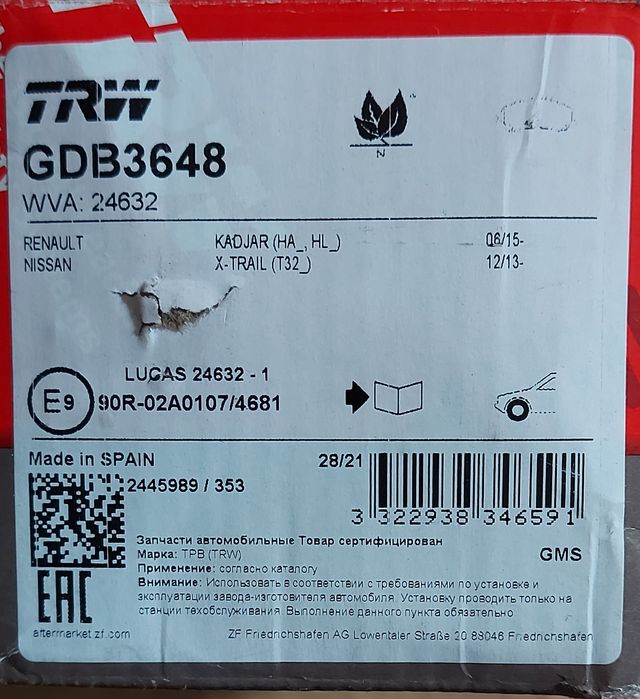 TRW
GDB3648
WVA: 24632
RENAULT KADJAR (HA_, HL_) 06/15-
NISSAN X-TRAIL (T32_) 12/13-
LUCAS 24632 - 1
E9 90R-02A0107/4681
Made in SPAIN 28/21
2445989 / 353
3 322938 346591
Запчасти автомобильные Товар сертифицирован
Марка: ТРВ (TRW) GMS
Применение: согласно каталогу
Внимание: Использовать в соответствии с требованиями по установке и
эксплуатации завода-изготовителя автомобиля. Установку проводить только на
станции техобслуживания. Выполнение данного пункта обязательно
EAC
aftermarket.zf.com ZF Friedrichshafen AG Löwentaler Straße 20 88046 Friedrichshafen
N